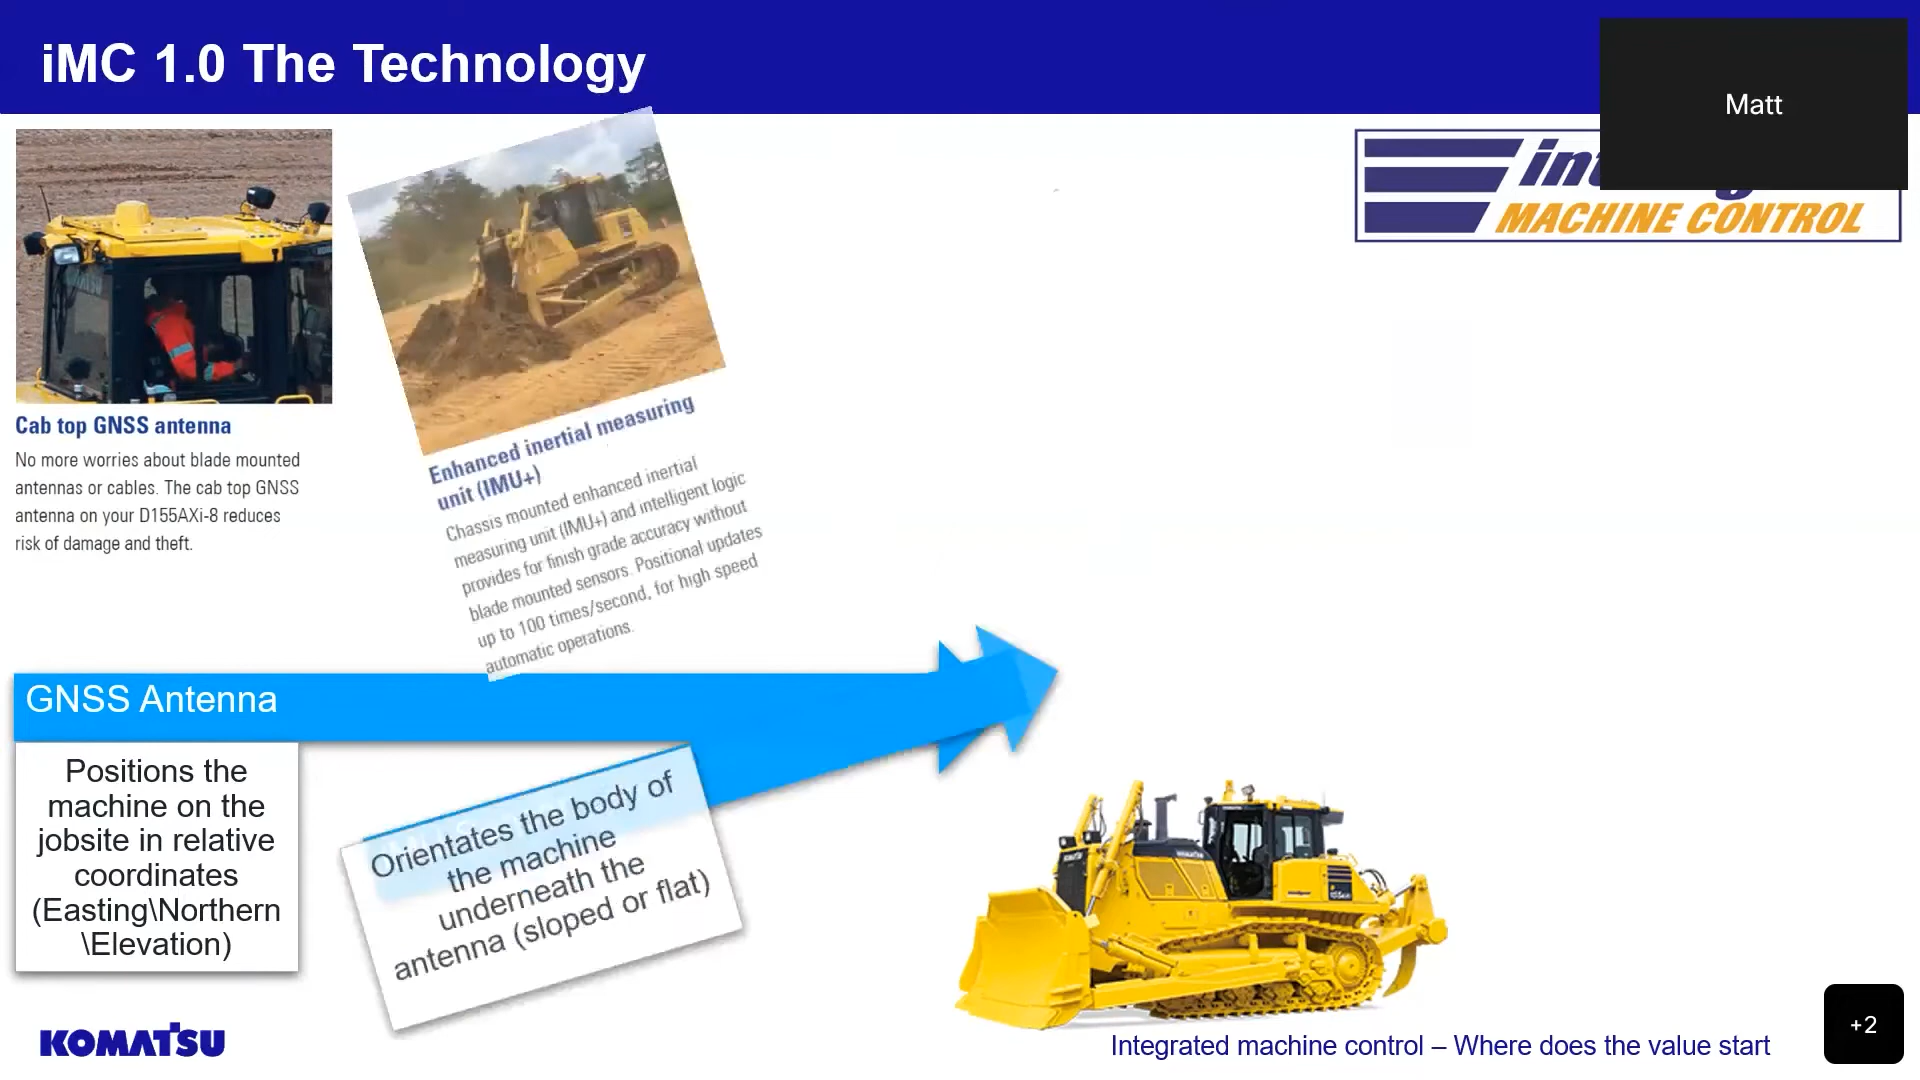 iMC 1.0 The Technology
Matt
MACHINE CONTROL
Cab top GNSS antenna
No more worries about blade mounted
antennas or cables. The cab top GNSS
antenna on your D155AXi-8 reduces
risk of damage and theft.
Enhanced inertial measuring
unit (IMU+)
Chassis mounted enhanced inertial
measuring unit (IMU+) and intelligent logic
provides for finish grade accuracy without
blade mounted sensors. Positional updates
up to 100 times/second, for high speed
automatic operations.
GNSS Antenna
Positions the
machine on the
jobsite in relative
coordinates
(Easting\Northern
\Elevation)
Orientates the body of
the machine
underneath the
antenna (sloped or flat)
KOMATSU
Integrated machine control – Where does the value start
+2